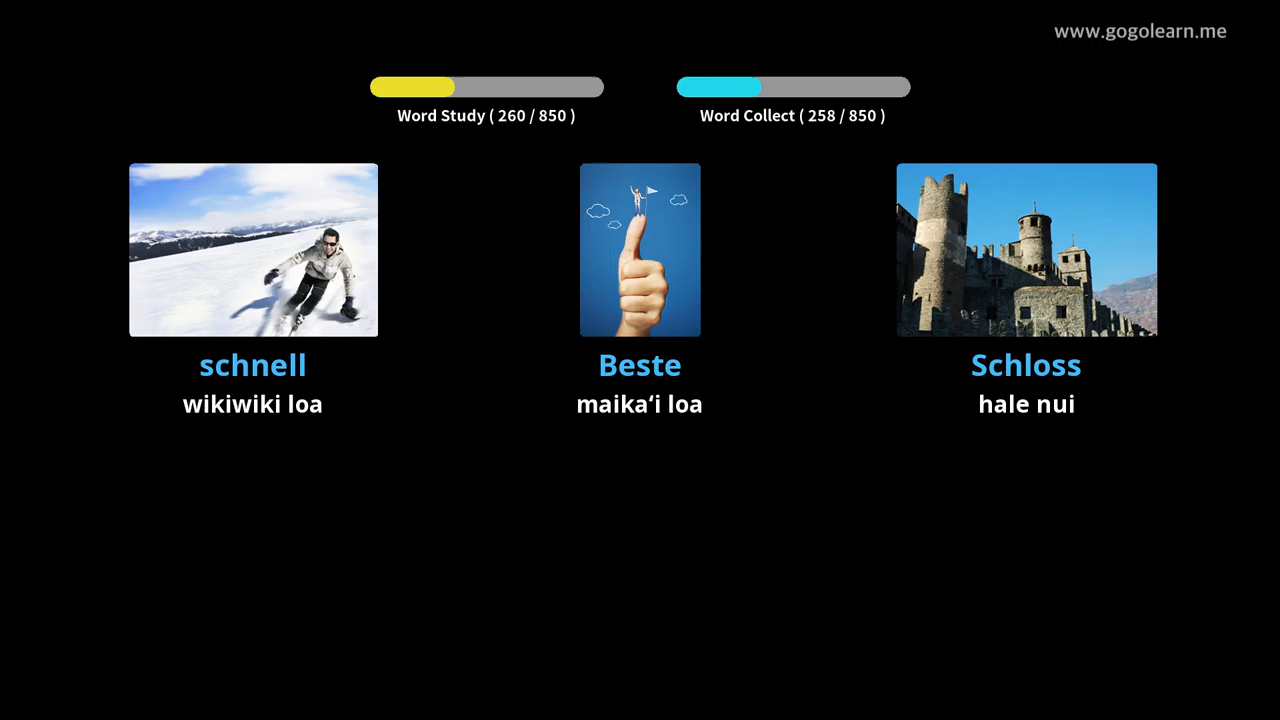 www.gogolearn.me
Word Study ( 260 / 850 )
Word Collect ( 258 / 850 )
schnell
wikiwiki loa
Beste
maikaʻi loa
Schloss
hale nui